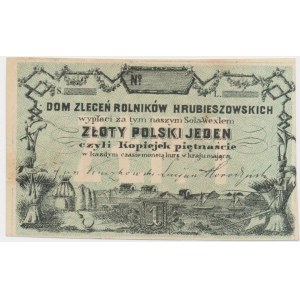 S. No L.
DOM ZLECEŃ ROLNIKÓW HRUBIESZOWSKICH
wypłaci za tym naszym Sola Wexlem
ZŁOTY POLSKI JEDEN
czyli Kopiejek piętnaście
w każdym czasie monetą kurs w kraju mającą.
1